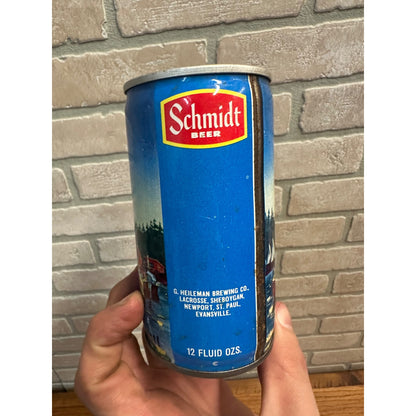 Schmidt
BEER
G. HEILEMAN BREWING CO.,
LACROSSE, SHEBOYGAN,
NEWPORT, ST. PAUL,
EVANSVILLE.
12 FLUID OZS.